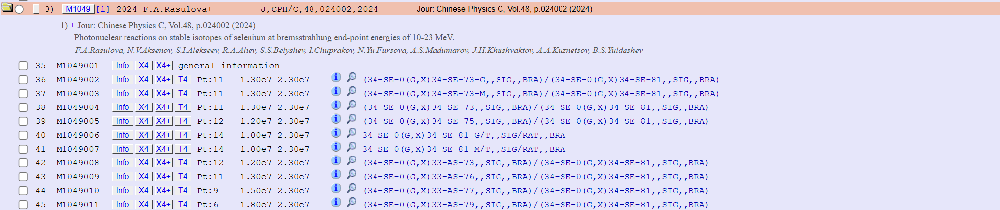 - 3) M1049 [1] 2024 F.A.Rasulova+ J,CPH/C,48,024002,2024 Jour: Chinese Physics C, Vol.48, p.024002 (2024)
1) + Jour: Chinese Physics C, Vol.48, p.024002 (2024)
Photonuclear reactions on stable isotopes of selenium at bremsstrahlung end-point energies of 10-23 MeV.
F.A.Rasulova, N.V.Aksenov, S.I.Alekseev, R.A.Aliev, S.S.Belyshev, I.Chuprakov, N.Yu.Fursova, A.S.Madumarov, J.H.Khushvaktov, A.A.Kuznetsov, B.S.Yuldashev
35 M1049001 Info X4 X4+ general information
36 M1049002 Info X4 X4+ T4 Pt:11 1.30e7 2.30e7 i (34-SE-0(G,X)34-SE-73-G,,SIG,,BRA)/(34-SE-0(G,X)34-SE-81,,SIG,,BRA)
37 M1049003 Info X4 X4+ T4 Pt:11 1.30e7 2.30e7 i (34-SE-0(G,X)34-SE-73-M,,SIG,,BRA)/(34-SE-0(G,X)34-SE-81,,SIG,,BRA)
38 M1049004 Info X4 X4+ T4 Pt:11 1.30e7 2.30e7 i (34-SE-0(G,X)34-SE-73,,SIG,,BRA)/(34-SE-0(G,X)34-SE-81,,SIG,,BRA)
39 M1049005 Info X4 X4+ T4 Pt:12 1.20e7 2.30e7 i (34-SE-0(G,X)34-SE-75,,SIG,,BRA)/(34-SE-0(G,X)34-SE-81,,SIG,,BRA)
40 M1049006 Info X4 X4+ T4 Pt:14 1.00e7 2.30e7 i 34-SE-0(G,X)34-SE-81-G/T,,SIG/RAT,,BRA
41 M1049007 Info X4 X4+ T4 Pt:14 1.00e7 2.30e7 i 34-SE-0(G,X)34-SE-81-M/T,,SIG/RAT,,BRA
42 M1049008 Info X4 X4+ T4 Pt:12 1.20e7 2.30e7 i (34-SE-0(G,X)33-AS-73,,SIG,,BRA)/(34-SE-0(G,X)34-SE-81,,SIG,,BRA)
43 M1049009 Info X4 X4+ T4 Pt:11 1.30e7 2.30e7 i (34-SE-0(G,X)33-AS-76,,SIG,,BRA)/(34-SE-0(G,X)34-SE-81,,SIG,,BRA)
44 M1049010 Info X4 X4+ T4 Pt:9 1.50e7 2.30e7 i (34-SE-0(G,X)33-AS-77,,SIG,,BRA)/(34-SE-0(G,X)34-SE-81,,SIG,,BRA)
45 M1049011 Info X4 X4+ T4 Pt:6 1.80e7 2.30e7 i (34-SE-0(G,X)33-AS-79,,SIG,,BRA)/(34-SE-0(G,X)34-SE-81,,SIG,,BRA)